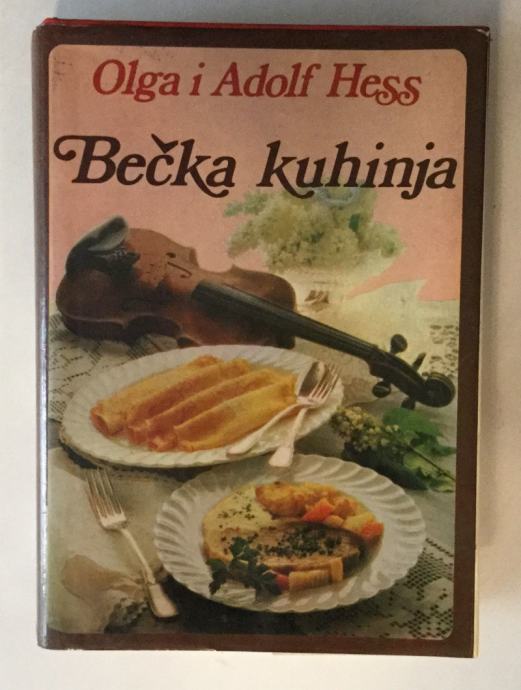 Olga i Adolf Hess
Bečka kuhinja